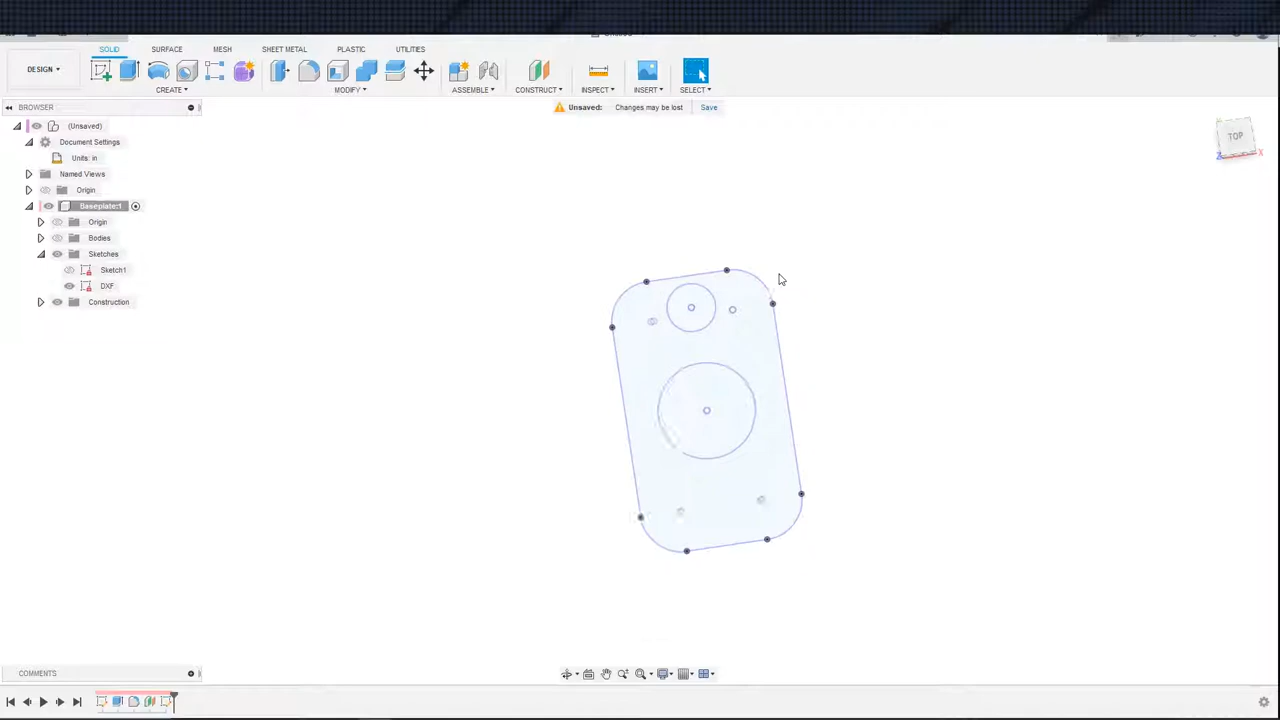 SOLID SURFACE MESH SHEET METAL PLASTIC UTILITIES
DESIGN
CREATE MODIFY ASSEMBLE CONSTRUCT INSPECT INSERT SELECT
BROWSER
Unsaved: Changes may be lost Save
(Unsaved)
TOP
Document Settings
Z X
Units: in
Named Views
Origin
Baseplate:1
Origin
Bodies
Sketches
Sketch1
DXF
Construction
COMMENTS